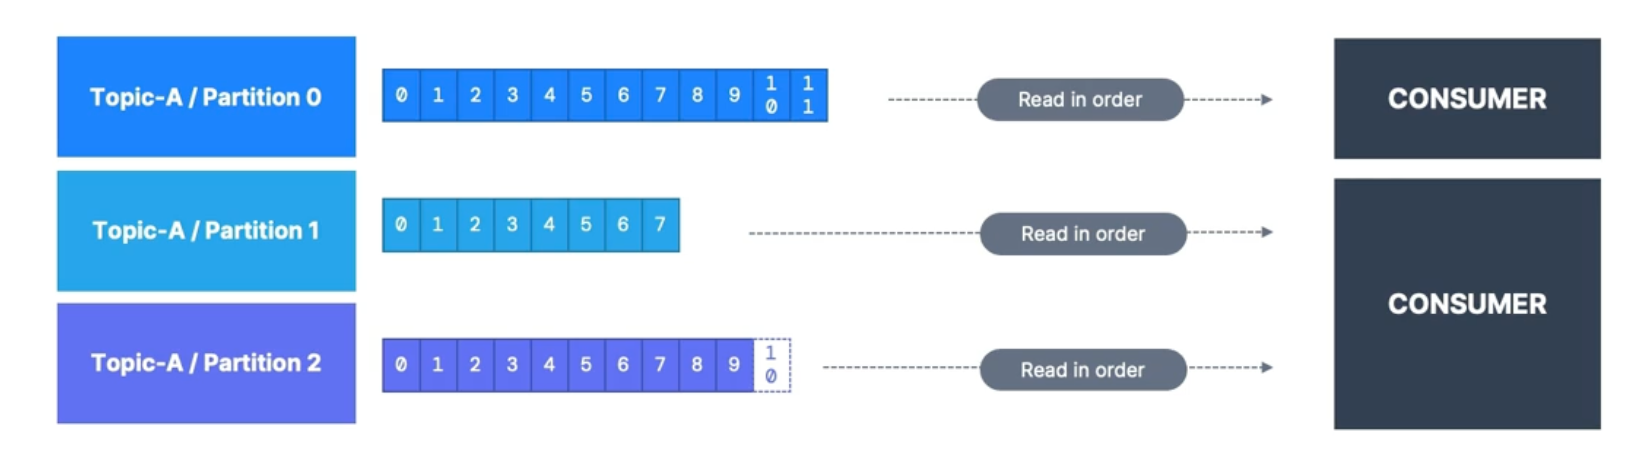 Topic-A / Partition 0
0 1 2 3 4 5 6 7 8 9 10 11
Read in order
CONSUMER
Topic-A / Partition 1
0 1 2 3 4 5 6 7
Read in order
CONSUMER
Topic-A / Partition 2
0 1 2 3 4 5 6 7 8 9 10
Read in order